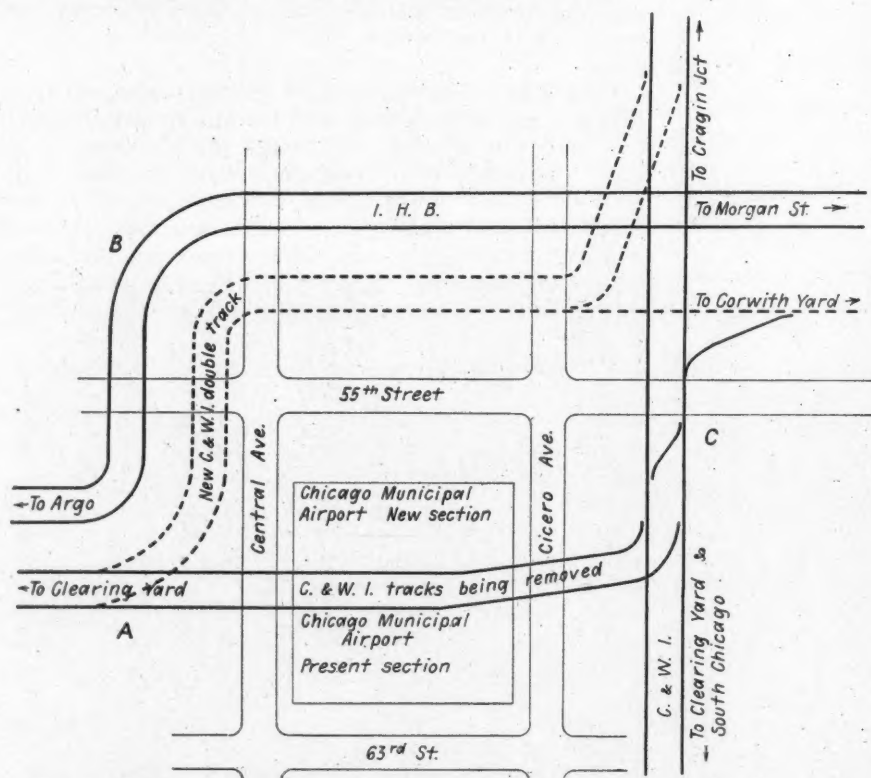 To Cragin Jct →
I. H. B.
To Morgan St. →
B
To Corwith Yard →
New C. & W. I. double track
55th Street
C
Central Ave.
Cicero Ave.
Chicago Municipal
Airport New section
← To Argo
← To Clearing Yard
C. & W. I. tracks being removed
A
Chicago Municipal
Airport
Present section
C. & W. I.
← To Clearing Yard &
South Chicago
63rd St.